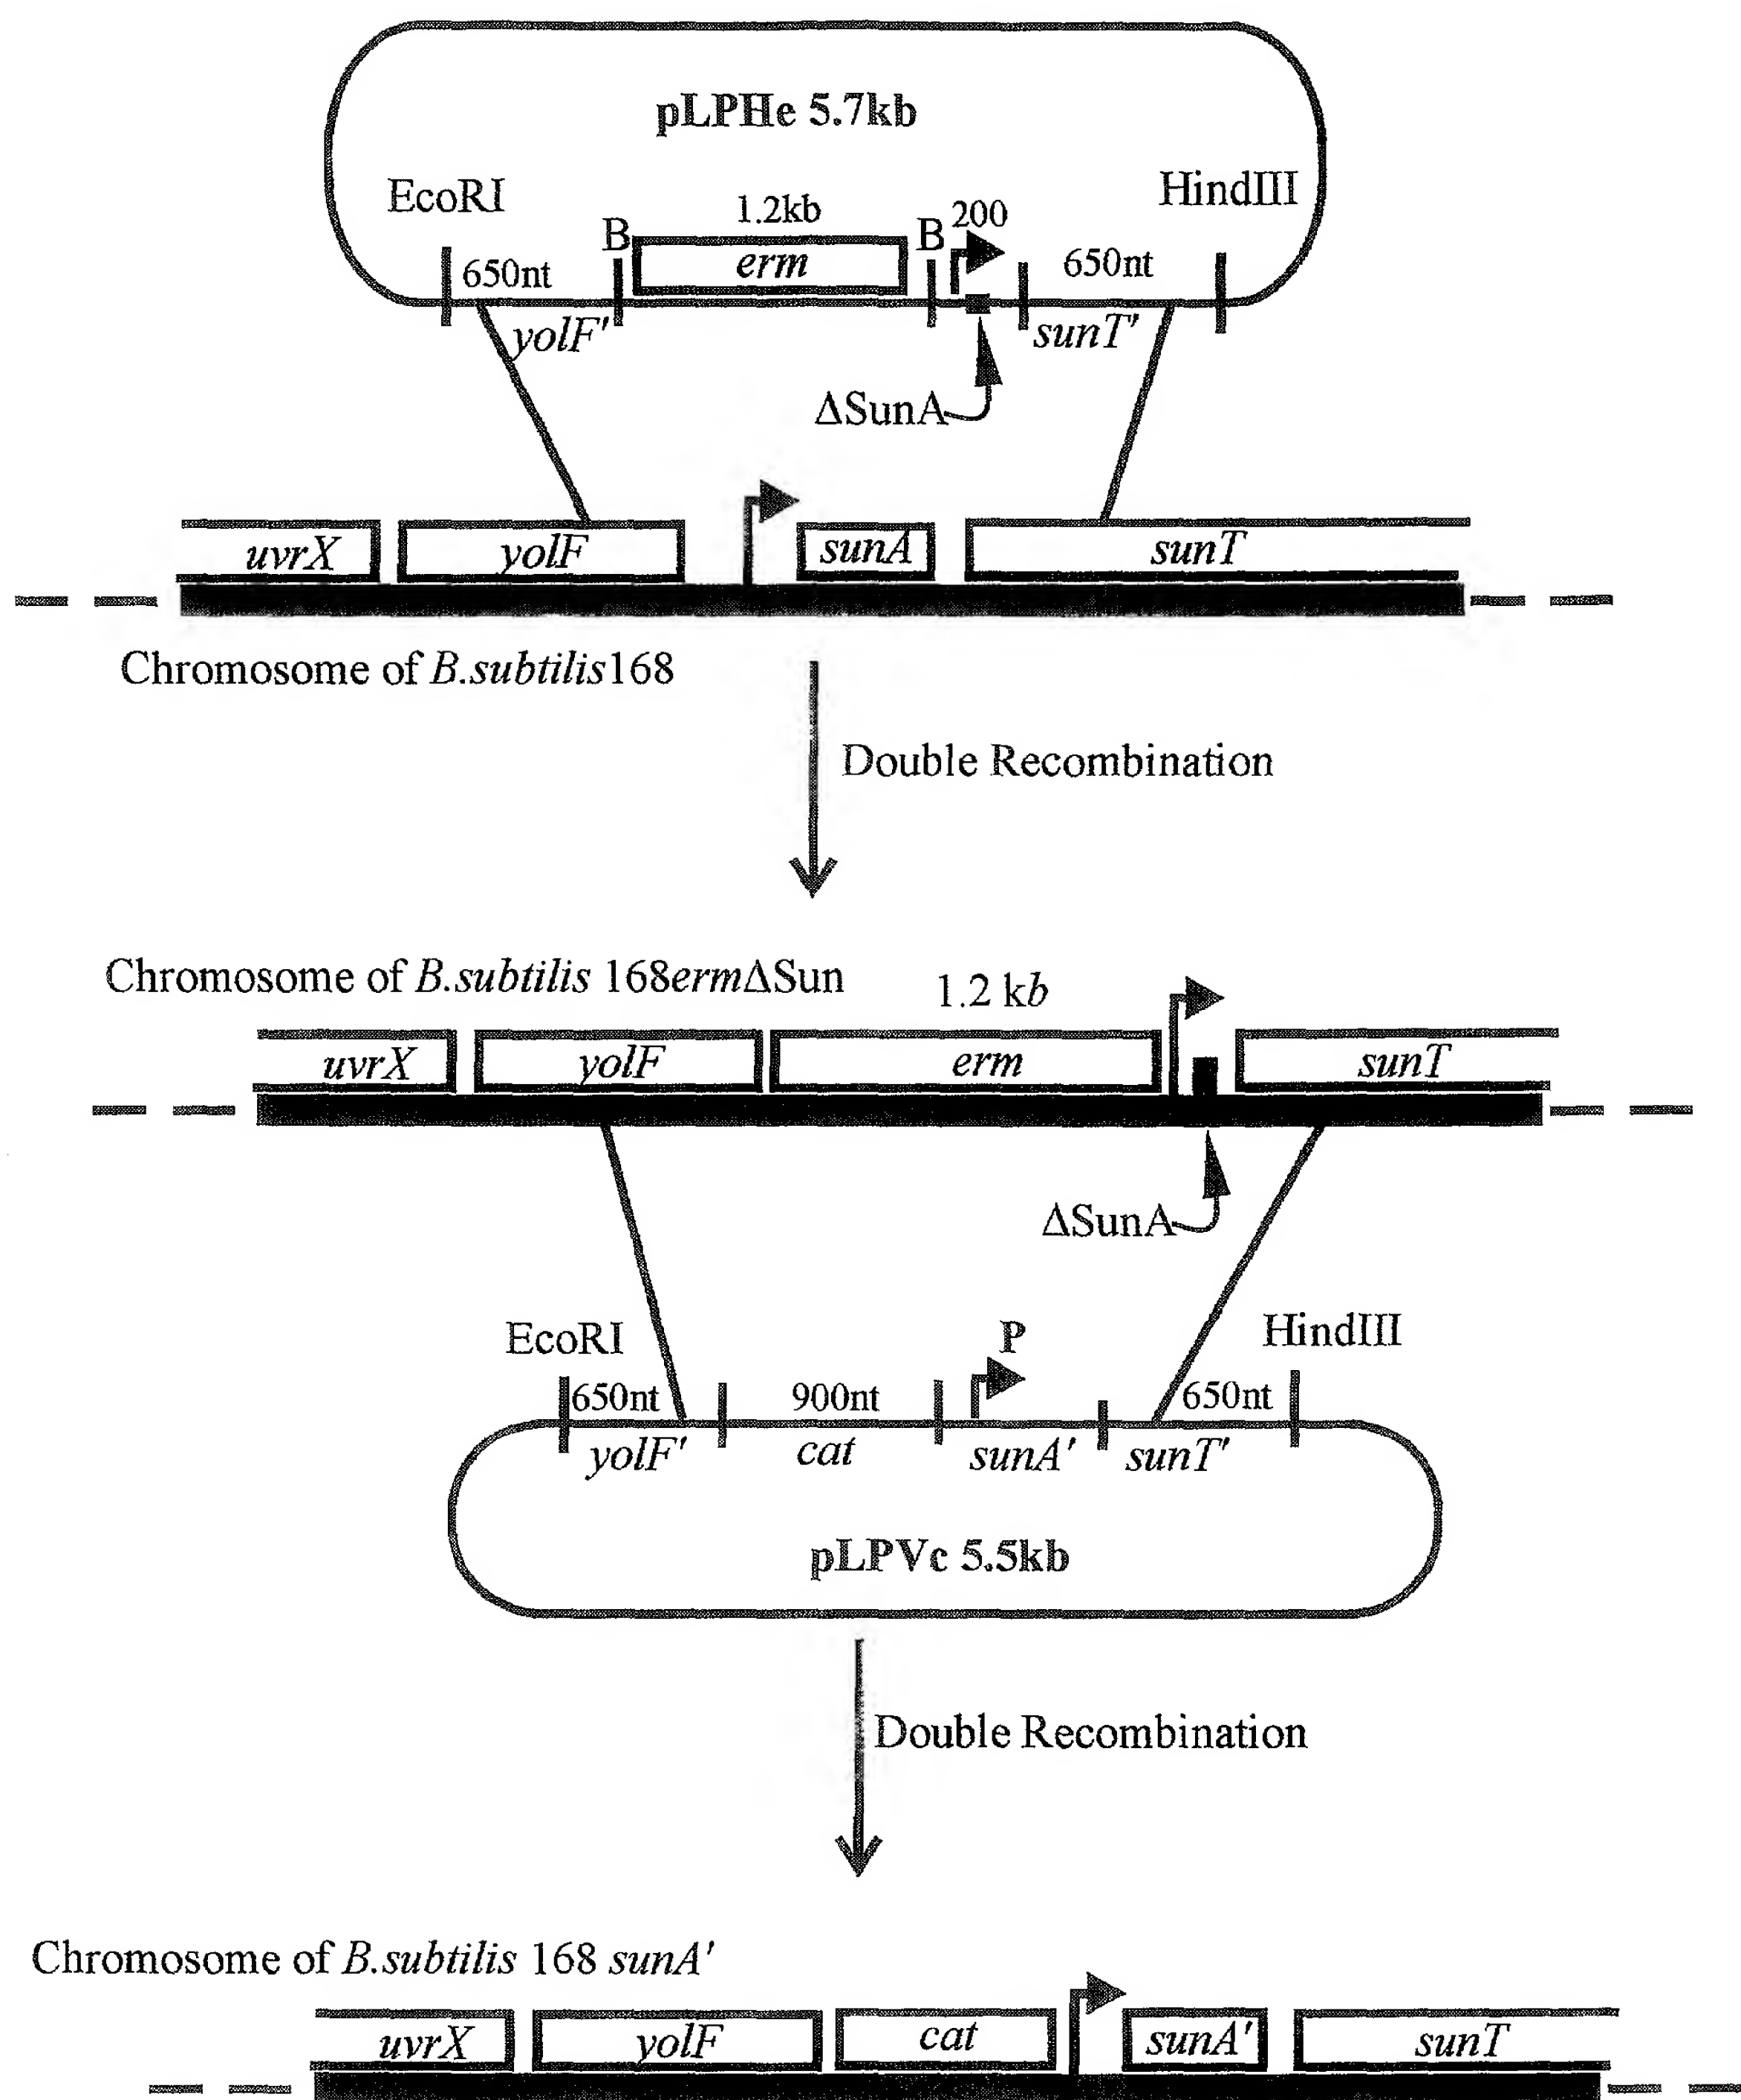 pLPHe 5.7kb
EcoRI
HindIII
B
1.2kb
B
200
650nt
erm
650nt
yolF'
sunT'
ΔSunA
uvrX
yolF
sunA
sunT
Chromosome of B.subtilis168
Double Recombination
Chromosome of B.subtilis 168ermΔSun
1.2 kb
uvrX
yolF
erm
sunT
ΔSunA
EcoRI
P
HindIII
650nt
900nt
650nt
yolF'
cat
sunA'
sunT'
pLPVc 5.5kb
Double Recombination
Chromosome of B.subtilis 168 sunA'
uvrX
yolF
cat
sunA'
sunT